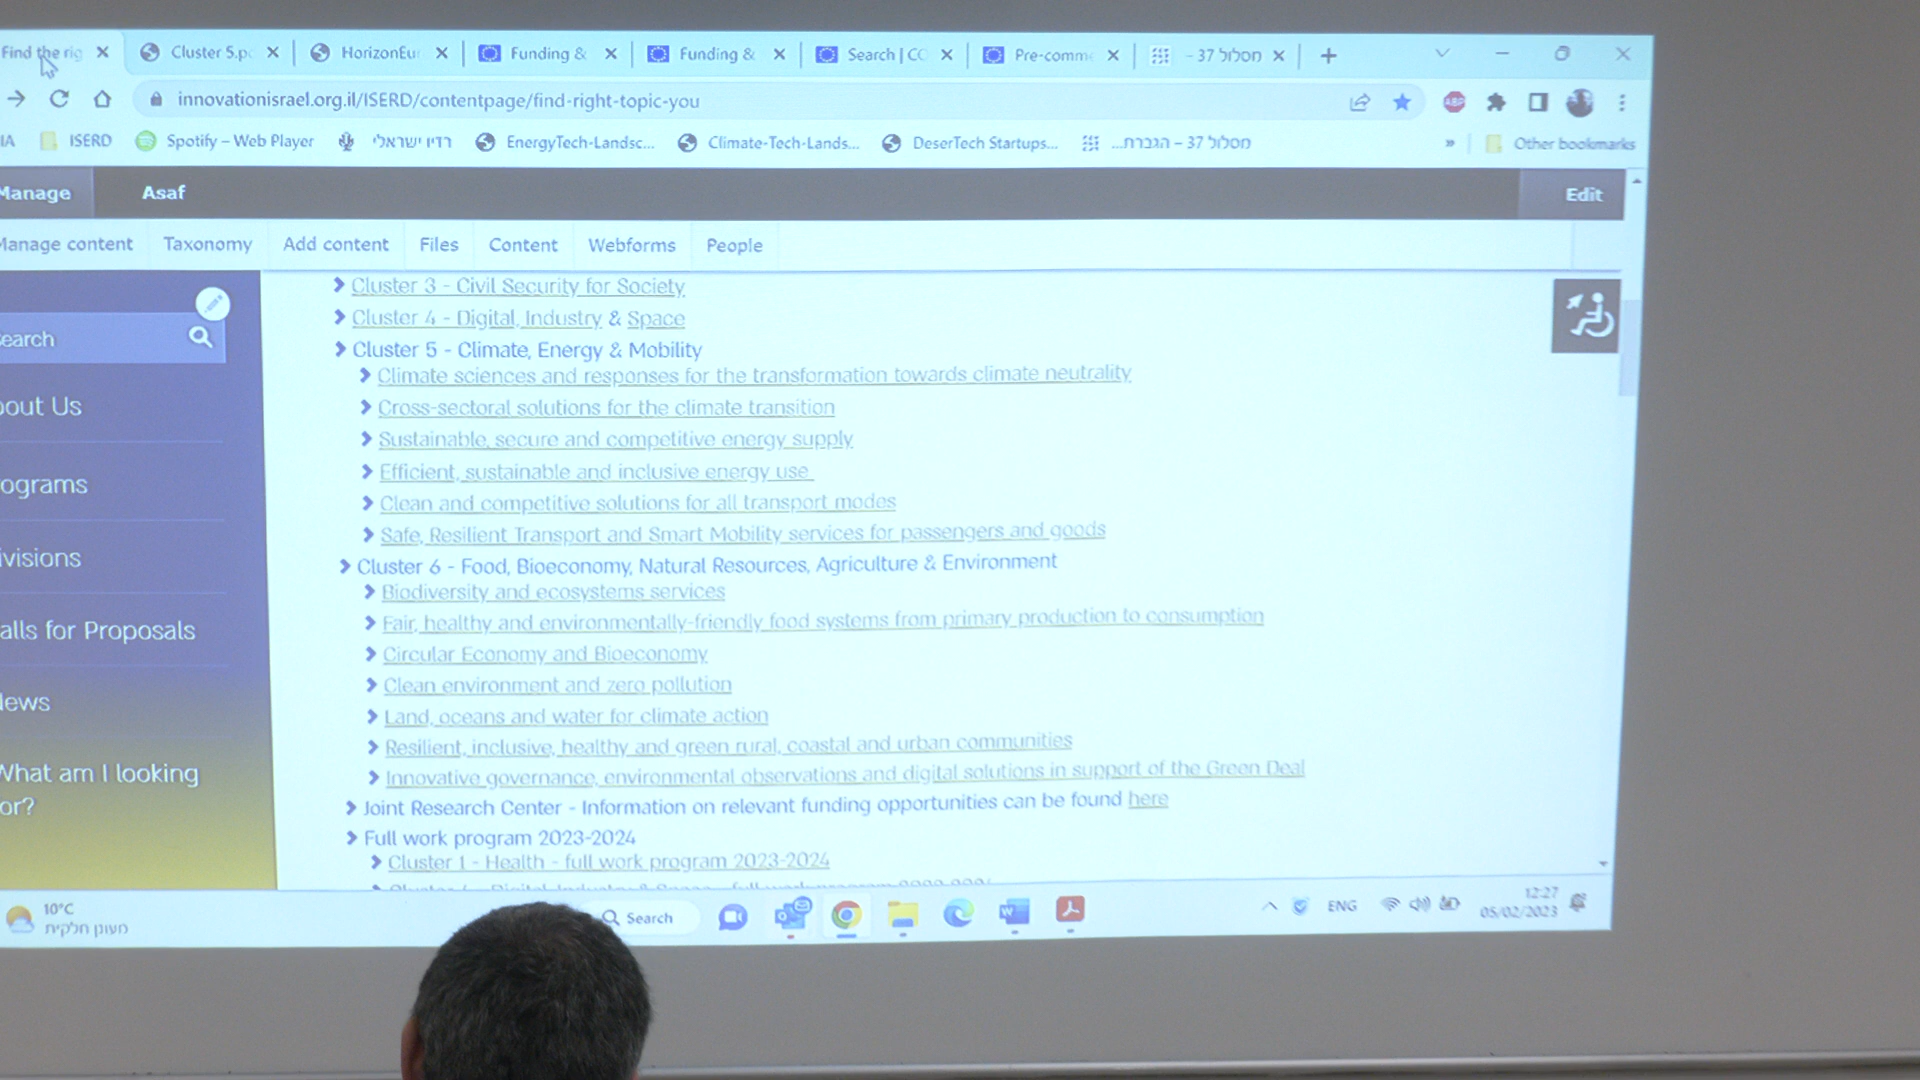 Find the rig
Cluster 5.p
HorizonEu
Funding &
Funding &
Search | CO
Pre-comme
מסלול 37 -
innovationisrael.org.il/ISERD/contentpage/find-right-topic-you
IA
ISERD
Spotify – Web Player
רדיו ישראלי
EnergyTech-Landsc...
Climate-Tech-Lands...
DeserTech Startups...
מסלול 37 – הגברת...
»
Other bookmarks
Manage
Asaf
Edit
Manage content
Taxonomy
Add content
Files
Content
Webforms
People
earch
out Us
ograms
ivisions
alls for Proposals
lews
What am I looking
or?
Cluster 3 - Civil Security for Society
Cluster 4 - Digital, Industry & Space
Cluster 5 - Climate, Energy & Mobility
Climate sciences and responses for the transformation towards climate neutrality
Cross-sectoral solutions for the climate transition
Sustainable, secure and competitive energy supply
Efficient, sustainable and inclusive energy use
Clean and competitive solutions for all transport modes
Safe, Resilient Transport and Smart Mobility services for passengers and goods
Cluster 6 - Food, Bioeconomy, Natural Resources, Agriculture & Environment
Biodiversity and ecosystems services
Fair, healthy and environmentally-friendly food systems from primary production to consumption
Circular Economy and Bioeconomy
Clean environment and zero pollution
Land, oceans and water for climate action
Resilient, inclusive, healthy and green rural, coastal and urban communities
Innovative governance, environmental observations and digital solutions in support of the Green Deal
Joint Research Center - Information on relevant funding opportunities can be found here
Full work program 2023-2024
Cluster 1 - Health - full work program 2023-2024
10°C
מעונן חלקית
Search
ENG
12:27
05/02/2023